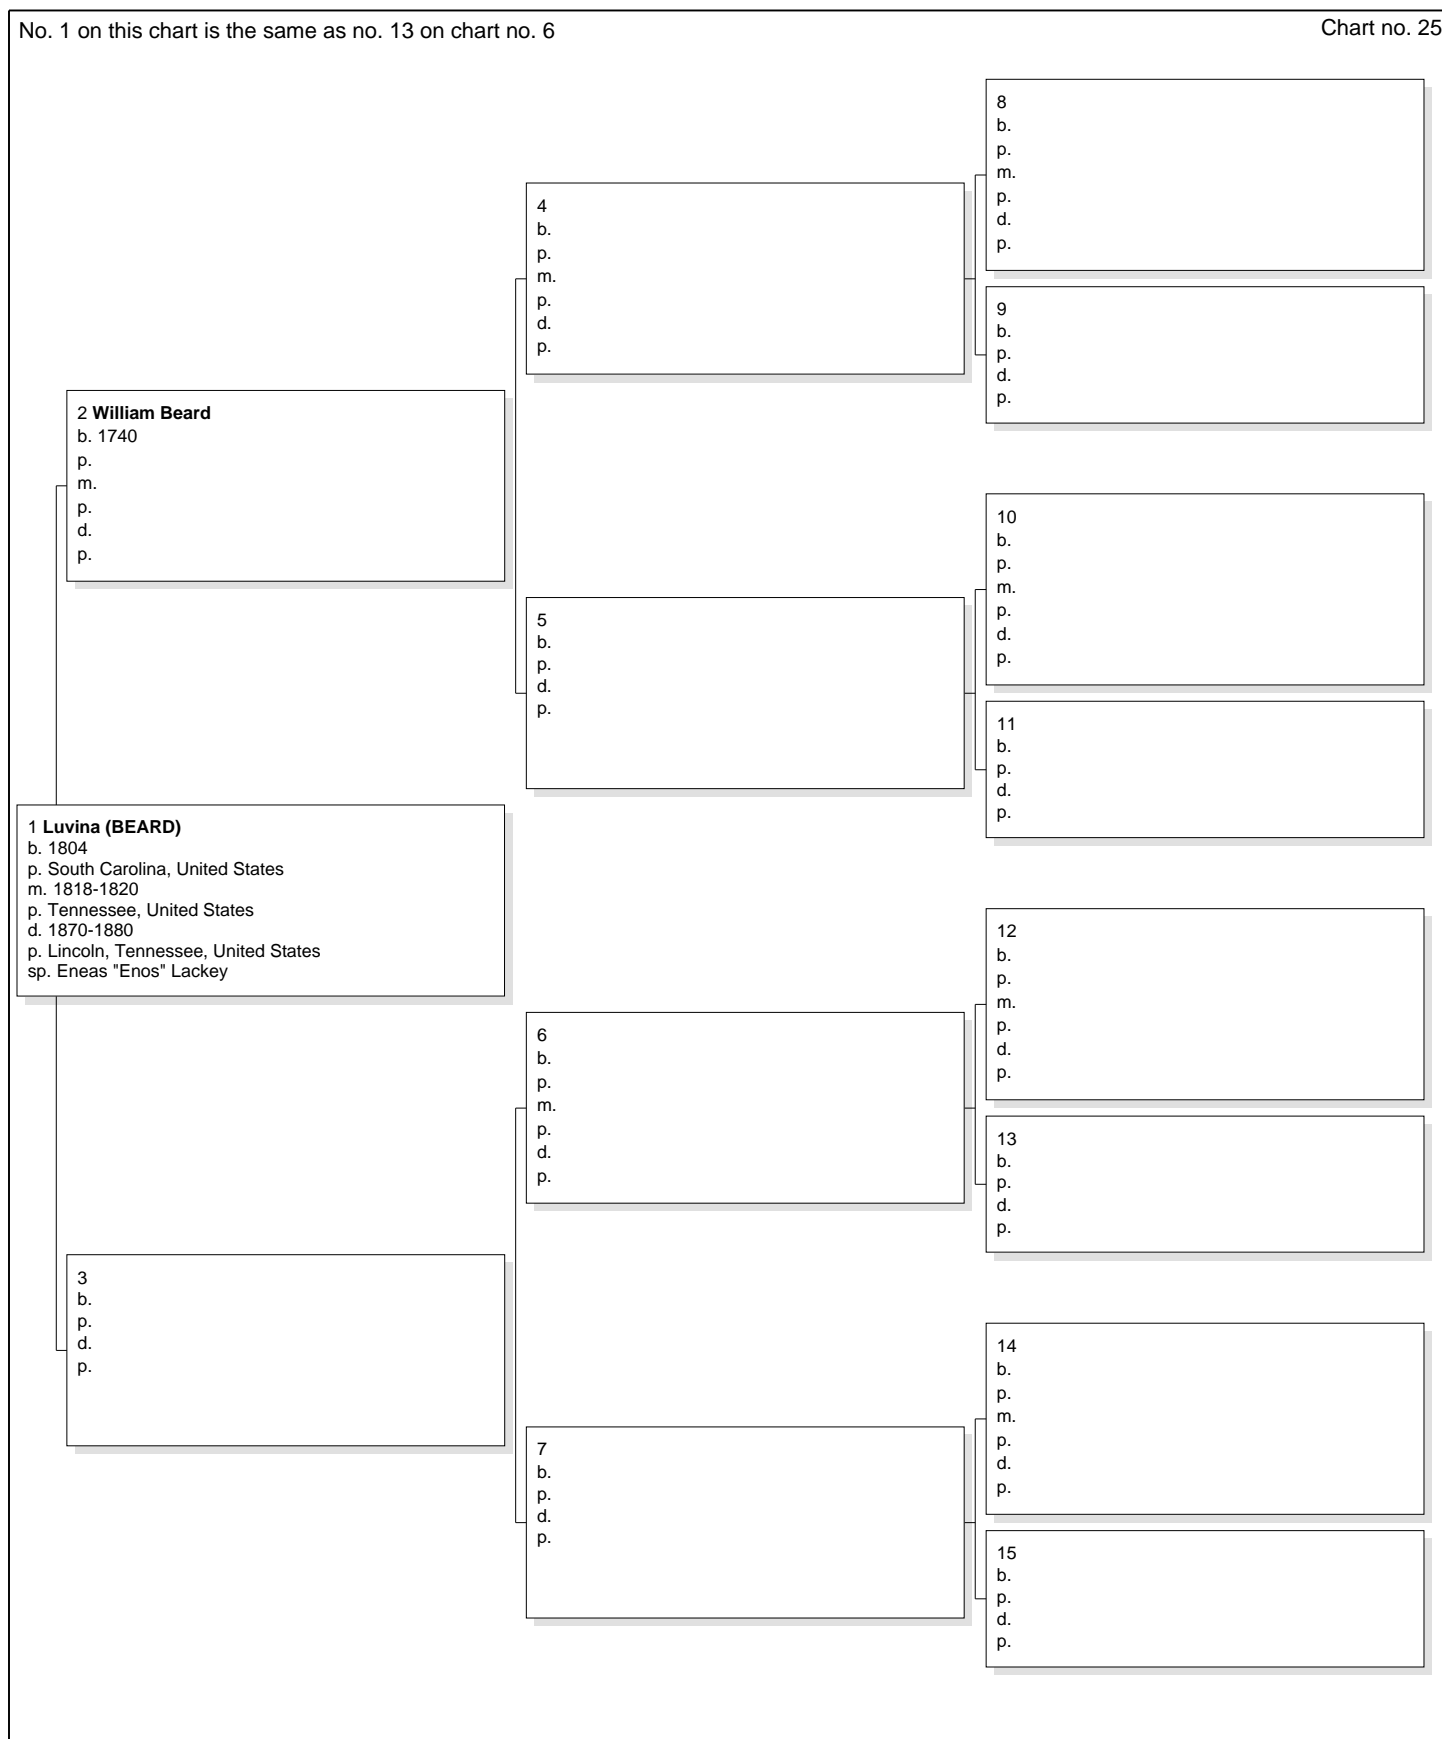 No. 1 on this chart is the same as no. 13 on chart no. 6
Chart no. 25
8
b.
p.
m.
p.
d.
p.
4
b.
p.
m.
p.
d.
p.
9
b.
p.
d.
p.
2 William Beard
b. 1740
p.
m.
p.
d.
p.
10
b.
p.
m.
p.
d.
p.
5
b.
p.
d.
p.
11
b.
p.
d.
p.
1 Luvina (BEARD)
b. 1804
p. South Carolina, United States
m. 1818-1820
p. Tennessee, United States
d. 1870-1880
p. Lincoln, Tennessee, United States
sp. Eneas "Enos" Lackey
12
b.
p.
m.
p.
d.
p.
6
b.
p.
m.
p.
d.
p.
13
b.
p.
d.
p.
3
b.
p.
d.
p.
14
b.
p.
m.
p.
d.
p.
7
b.
p.
d.
p.
15
b.
p.
d.
p.